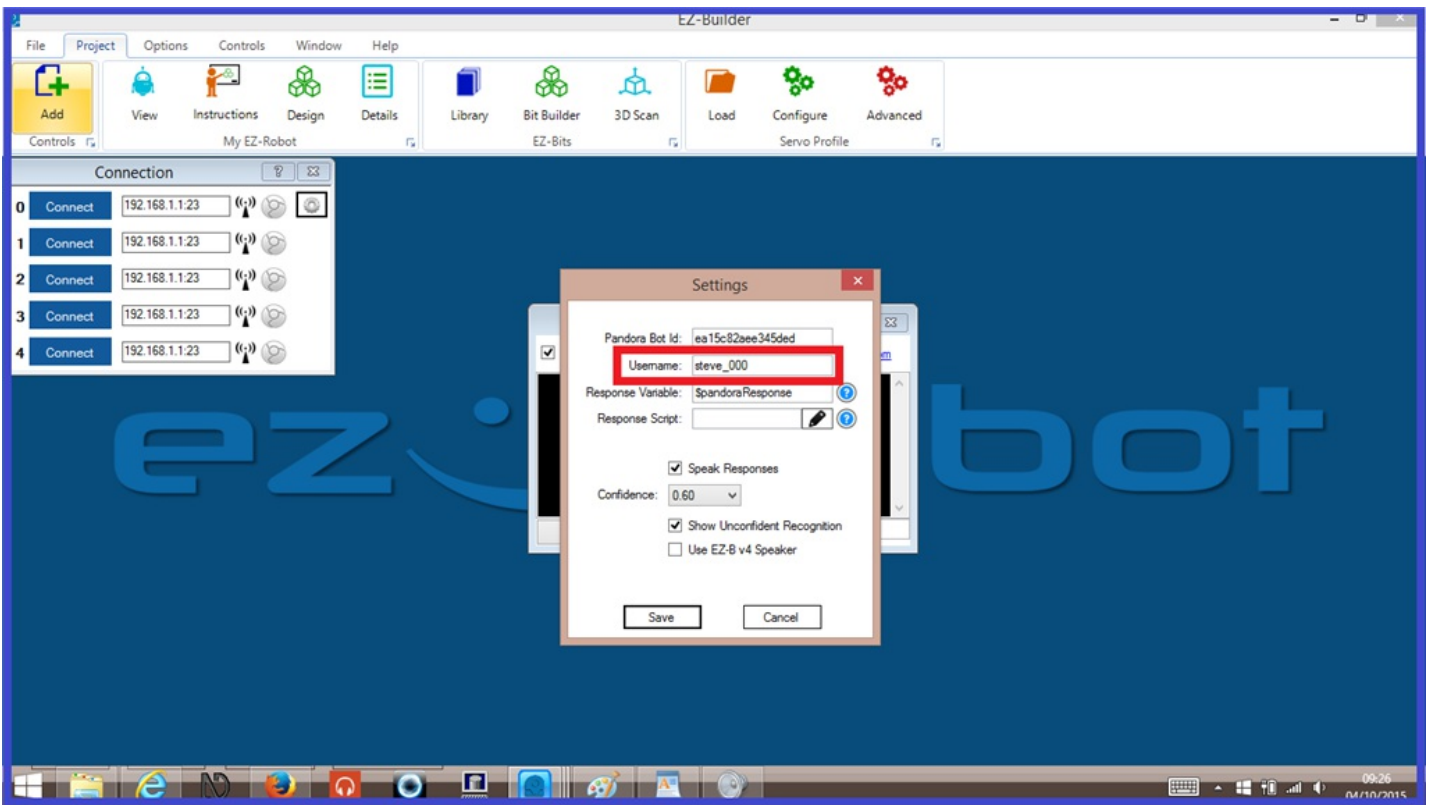 EZ-Builder
File Project Options Controls Window Help
Add View Instructions Design Details Library Bit Builder 3D Scan Load Configure Advanced
Controls My EZ-Robot EZ-Bits Servo Profile
Connection ?
0 Connect 192.168.1.1:23
1 Connect 192.168.1.1:23
2 Connect 192.168.1.1:23
3 Connect 192.168.1.1:23
4 Connect 192.168.1.1:23
Settings
Pandora Bot Id: ea15c82aee345ded
Username: steve_000
Response Variable: $pandoraResponse ?
Response Script: ?
Speak Responses
Confidence: 0.60
Show Unconfident Recognition
Use EZ-B v4 Speaker
Save Cancel
ez bot
09:26
04/10/2015